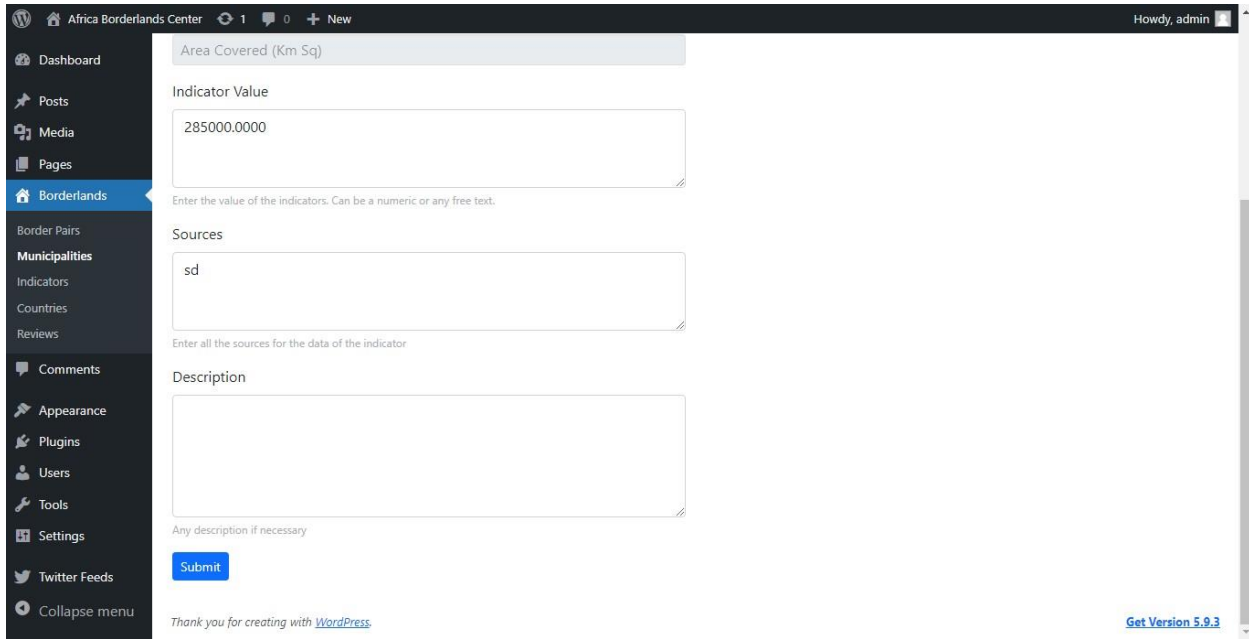 Africa Borderlands Center 1 0 New Howdy, admin
Dashboard
Posts
Media
Pages
Borderlands
Border Pairs
Municipalities
Indicators
Countries
Reviews
Comments
Appearance
Plugins
Users
Tools
Settings
Twitter Feeds
Collapse menu
Area Covered (Km Sq)
Indicator Value
285000.0000
Enter the value of the indicators. Can be a numeric or any free text.
Sources
sd
Enter all the sources for the data of the indicator
Description
Any description if necessary
Submit
Thank you for creating with WordPress. Get Version 5.9.3